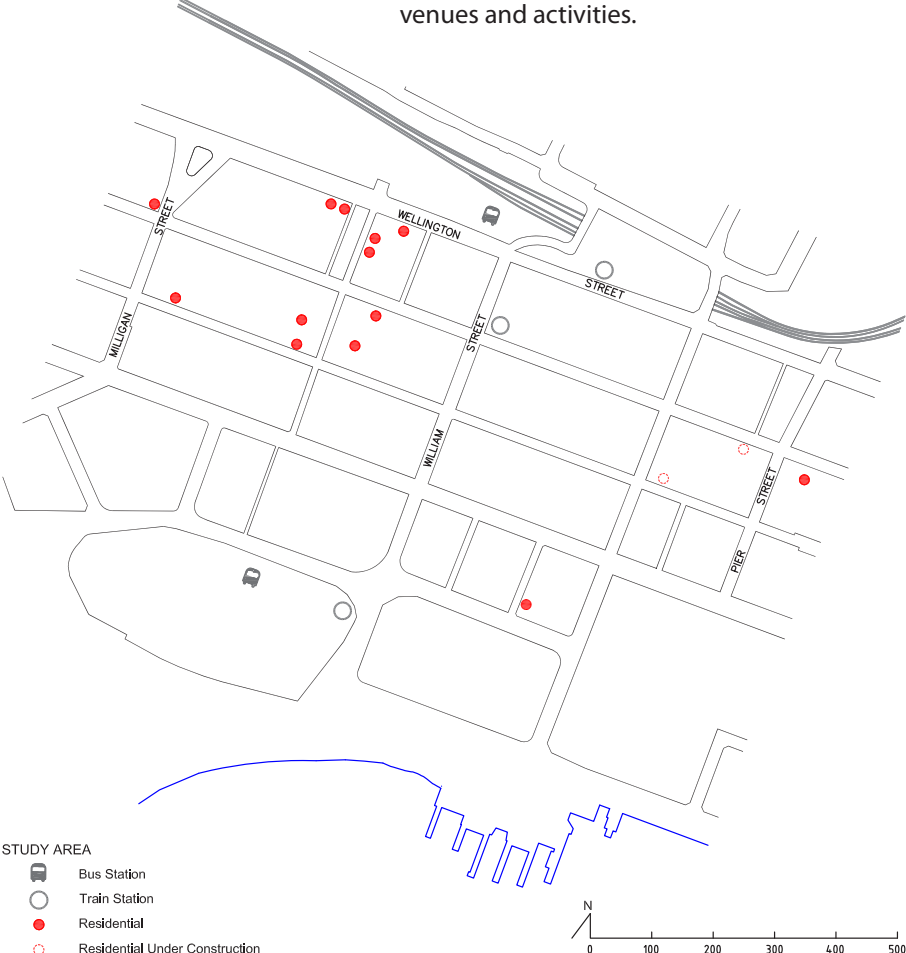 venues and activities.
WELLINGTON
STREET
STREET
STREET
MILLIGAN
STREET
WILLIAM
STREET
PIER
STUDY AREA
Bus Station
Train Station
Residential
Residential Under Construction
N
0 100 200 300 400 500